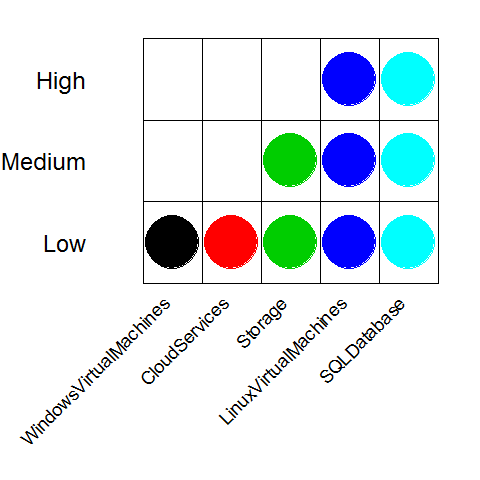 High
Medium
Low
WindowsVirtualMachines
CloudServices
Storage
LinuxVirtualMachines
SQLDatabase